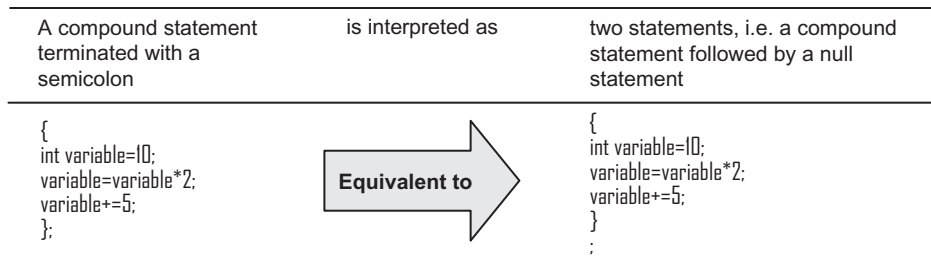 A compound statement
terminated with a
semicolon
is interpreted as
two statements, i.e. a compound
statement followed by a null
statement
{
int variable=10;
variable=variable*2;
variable+=5;
};
Equivalent to
{
int variable=10;
variable=variable*2;
variable+=5;
}
;